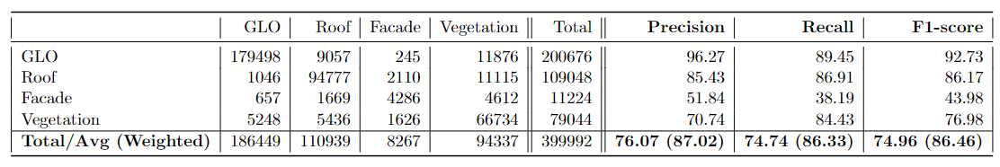 GLO Roof Facade Vegetation Total Precision Recall F1-score
GLO 179498 9057 245 11876 200676 96.27 89.45 92.73
Roof 1046 94777 2110 11115 109048 85.43 86.91 86.17
Facade 657 1669 4286 4612 11224 51.84 38.19 43.98
Vegetation 5248 5436 1626 66734 79044 70.74 84.43 76.98
Total/Avg (Weighted) 186449 110939 8267 94337 399992 76.07 (87.02) 74.74 (86.33) 74.96 (86.46)